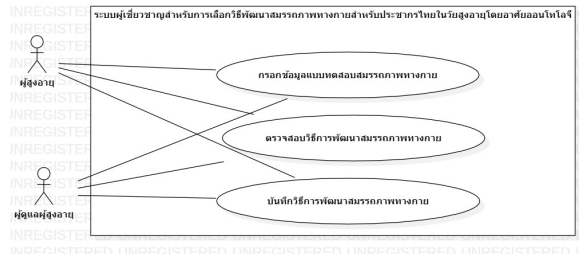 ระบบผู้เชี่ยวชาญสำหรับการเลือกวิธีพัฒนาสมรรถภาพทางกายสำหรับประชากรไทยในวัยสูงอายุโดยอาศัยออนโทโลจี
กรอกข้อมูลแบบทดสอบสมรรถภาพทางกาย
ผู้สูงอายุ
ตรวจสอบวิธีการพัฒนาสมรรถภาพทางกาย
บันทึกวิธีการพัฒนาสมรรถภาพทางกาย
ผู้ดูแลผู้สูงอายุ
UNREGISTERED UNREGISTERED UNREGISTERED UNREGISTERED